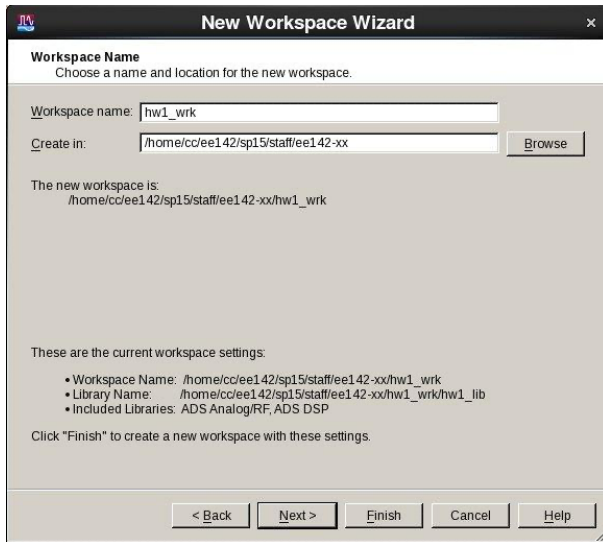 New Workspace Wizard
Workspace Name
Choose a name and location for the new workspace.
Workspace name: hw1_wrk
Create in: /home/cc/ee142/sp15/staff/ee142-xx Browse
The new workspace is:
/home/cc/ee142/sp15/staff/ee142-xx/hw1_wrk
These are the current workspace settings:
• Workspace Name: /home/cc/ee142/sp15/staff/ee142-xx/hw1_wrk
• Library Name: /home/cc/ee142/sp15/staff/ee142-xx/hw1_wrk/hw1_lib
• Included Libraries: ADS Analog/RF, ADS DSP
Click "Finish" to create a new workspace with these settings.
< Back Next > Finish Cancel Help